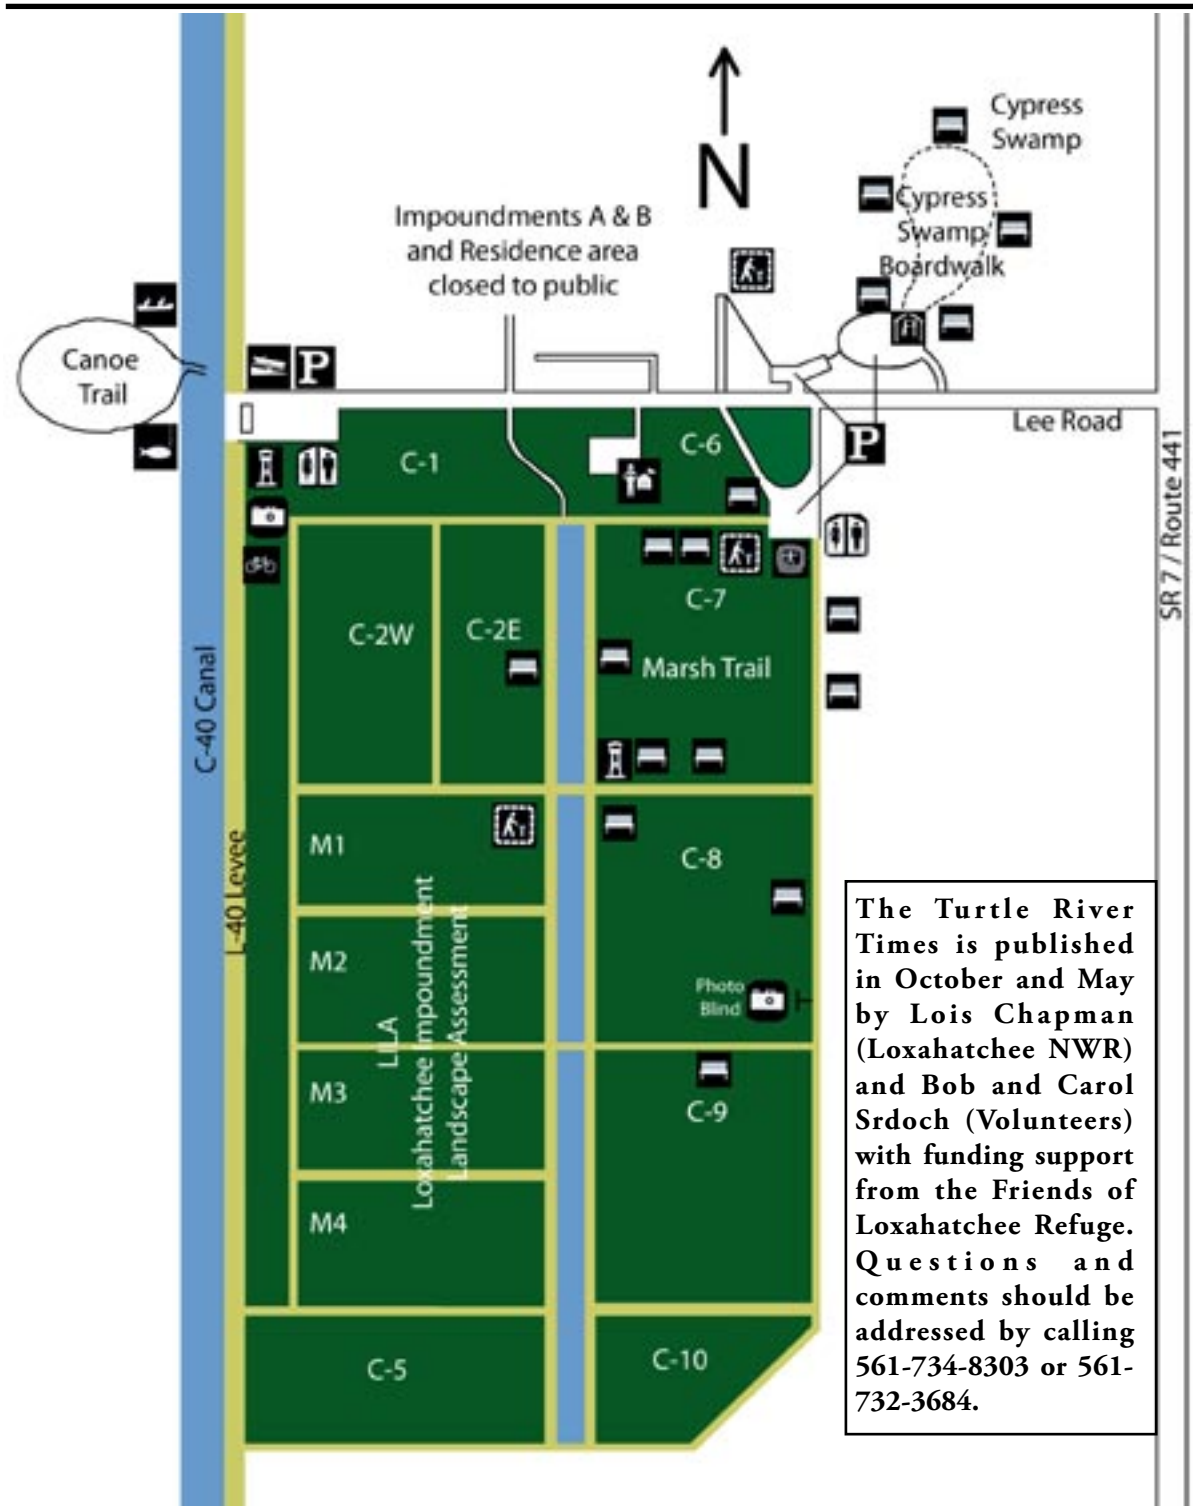 Cypress
Swamp
N
Impoundments A & B
and Residence area
closed to public
Cypress
Swamp
Boardwalk
Canoe
Trail
P
Lee Road
P
SR 7 / Route 441
C-1
C-6
C-7
C-2W
C-2E
Marsh Trail
C-40 Canal
L-40 Levee
M1
C-8
M2
Photo
Blind
LILA
Loxahatchee Impoundment
Landscape Assessment
M3
C-9
M4
C-5
C-10
The Turtle River
Times is published
in October and May
by Lois Chapman
(Loxahatchee NWR)
and Bob and Carol
Srdoch (Volunteers)
with funding support
from the Friends of
Loxahatchee Refuge.
Questions and
comments should be
addressed by calling
561-734-8303 or 561-
732-3684.